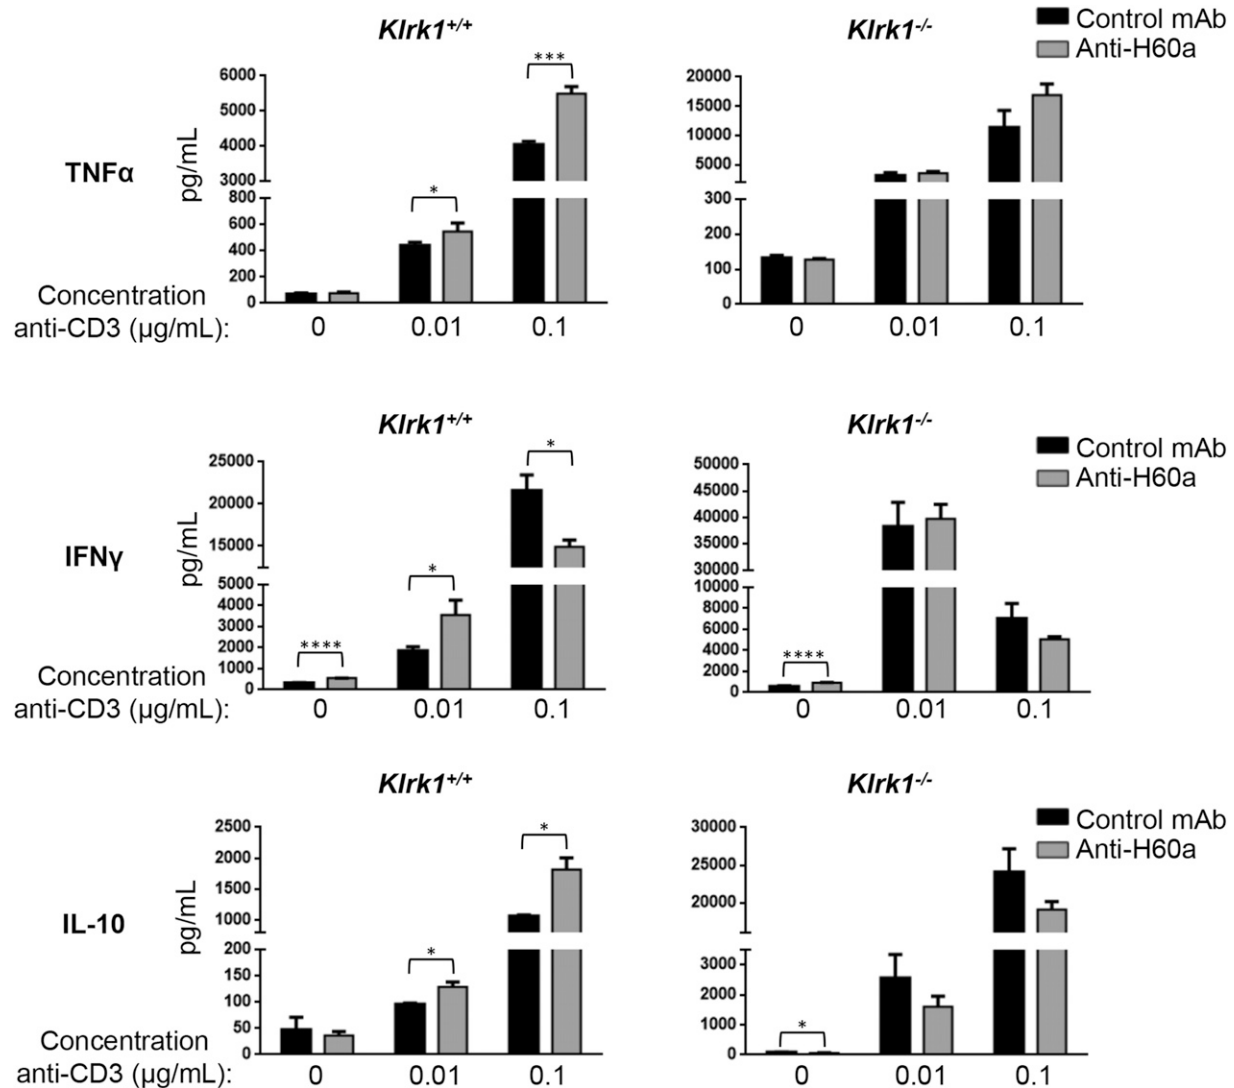 Klrk1+/+
Klrk1-/-
Control mAb
Anti-H60a
TNFα
pg/mL
6000
5000
4000
3000
800
600
400
200
0
*
***
20000
15000
10000
5000
300
200
100
0
Concentration
anti-CD3 (µg/mL):
0 0.01 0.1
0 0.01 0.1
Klrk1+/+
Klrk1-/-
Control mAb
Anti-H60a
IFNγ
pg/mL
25000
20000
15000
5000
4000
3000
2000
1000
0
****
*
*
50000
45000
40000
35000
30000
10000
8000
6000
4000
2000
0
****
Concentration
anti-CD3 (µg/mL):
0 0.01 0.1
0 0.01 0.1
Klrk1+/+
Klrk1-/-
Control mAb
Anti-H60a
IL-10
pg/mL
2500
2000
1500
1000
200
150
100
50
0
*
*
30000
25000
20000
3000
2000
1000
0
*
Concentration
anti-CD3 (µg/mL):
0 0.01 0.1
0 0.01 0.1